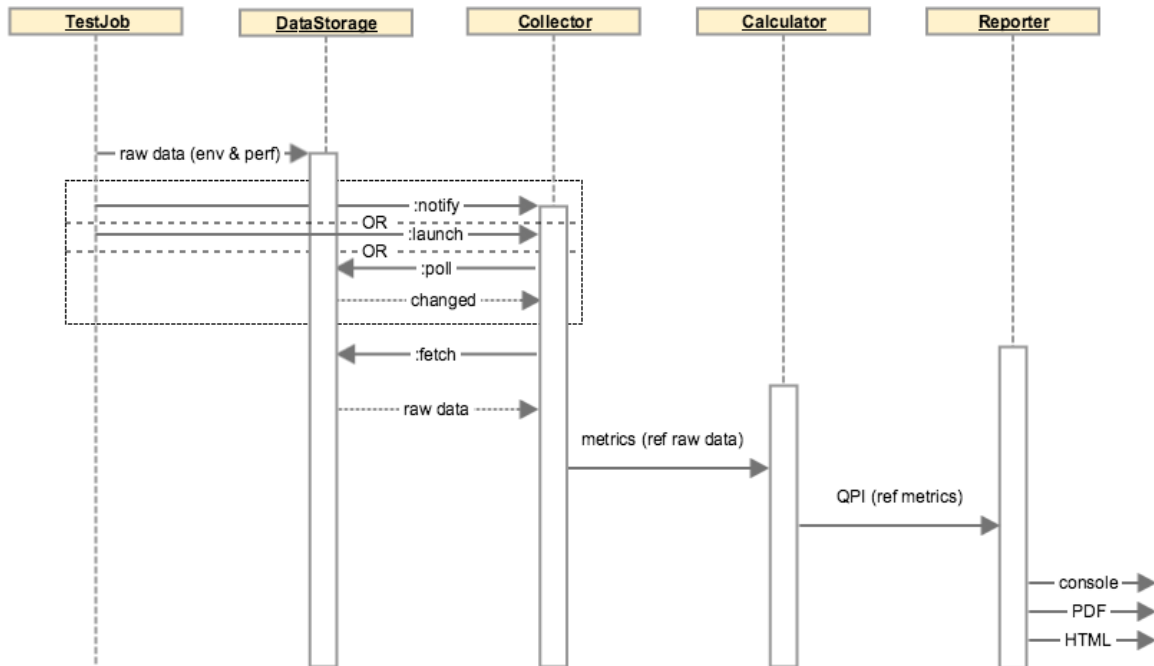 TestJob
DataStorage
Collector
Calculator
Reporter
raw data (env & perf)
:notify
OR
:launch
OR
:poll
changed
:fetch
raw data
metrics (ref raw data)
QPI (ref metrics)
console
PDF
HTML